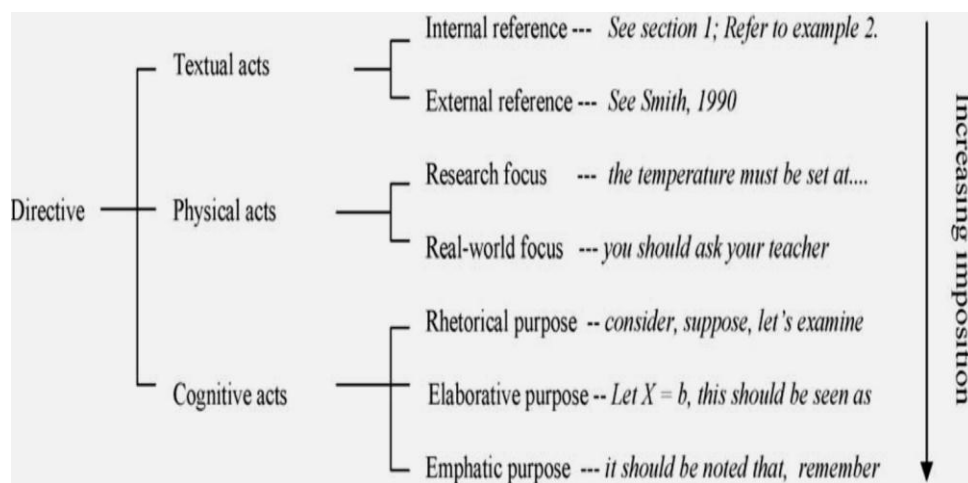 Internal reference --- See section 1; Refer to example 2.
Textual acts
External reference --- See Smith, 1990
Research focus --- the temperature must be set at....
Directive
Physical acts
Real-world focus --- you should ask your teacher
Rhetorical purpose -- consider, suppose, let's examine
Cognitive acts
Elaborative purpose -- Let X = b, this should be seen as
Emphatic purpose --- it should be noted that, remember
Increasing imposition